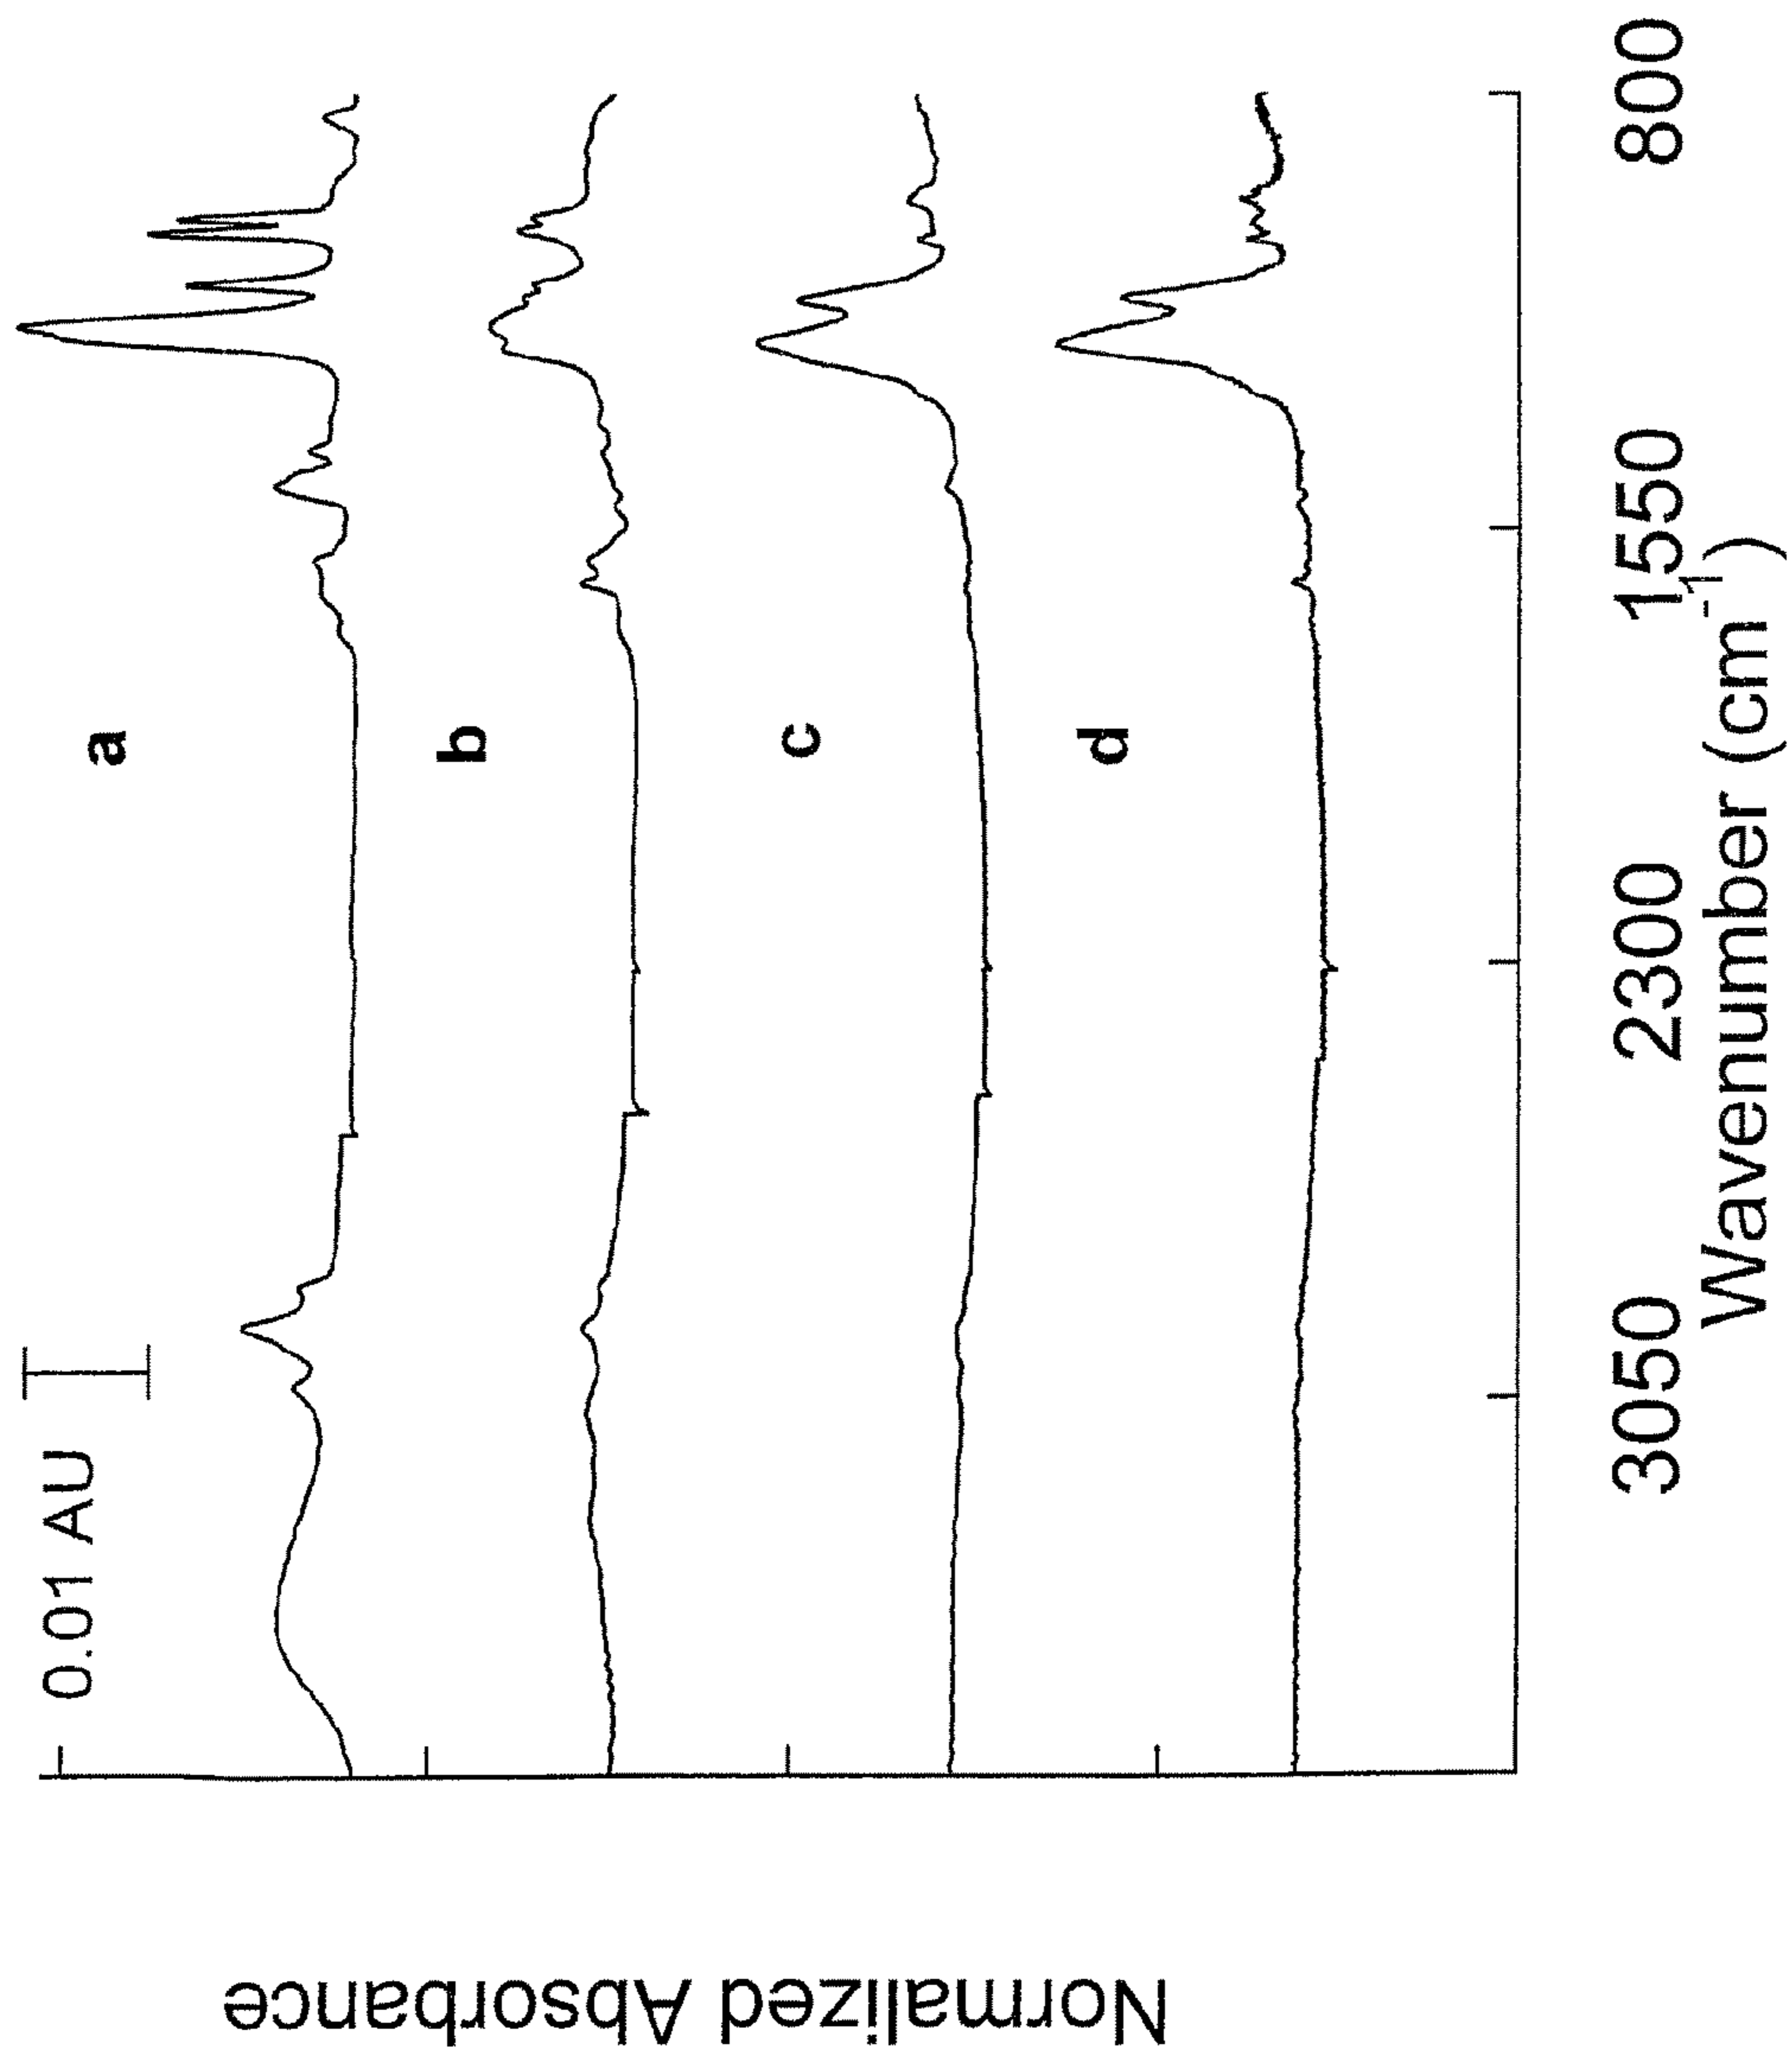 0.01 AU
a
b
c
d
Normalized Absorbance
3050 2300 1550 800
Wavenumber (cm⁻¹)